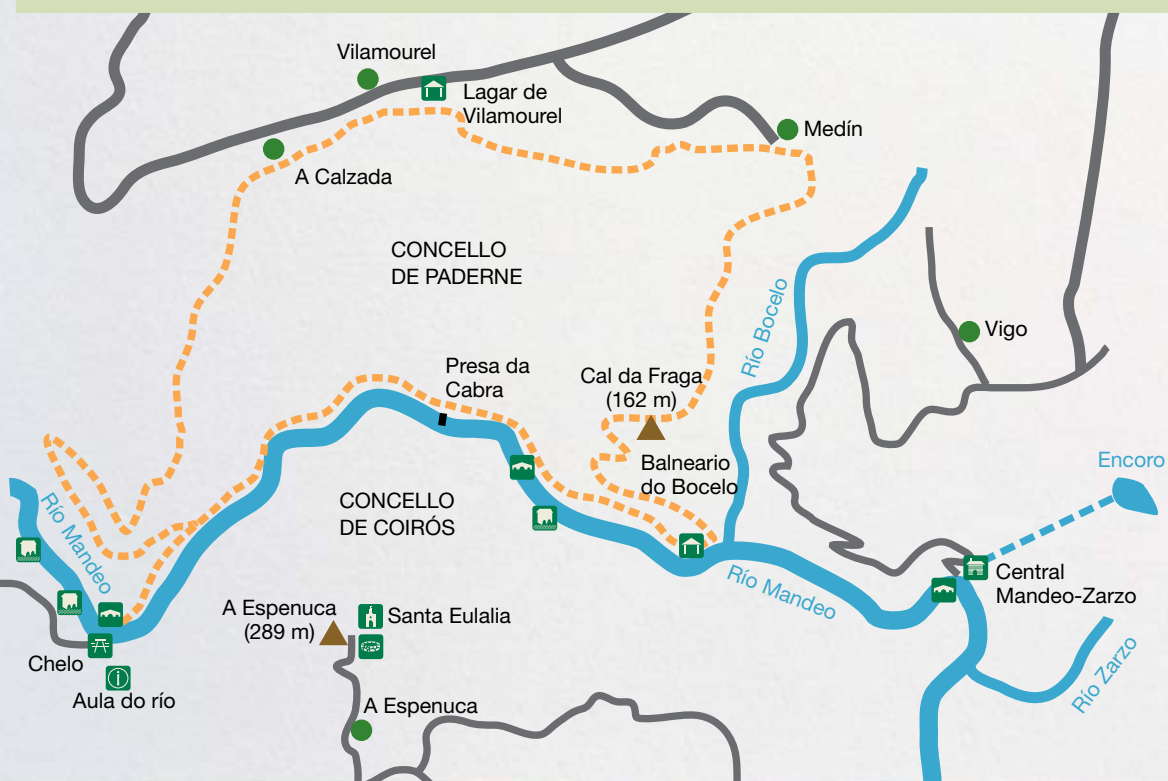 Vilamourel
Lagar de
Vilamourel
Medín
A Calzada
CONCELLO
DE PADERNE
Río Bocelo
Vigo
Presa da
Cabra
Cal da Fraga
(162 m)
Balneario
do Bocelo
Encoro
CONCELLO
DE COIRÓS
Río Mandeo
Río Mandeo
Central
Mandeo-Zarzo
A Espenuca
(289 m)
Santa Eulalia
Chelo
Aula do río
Río Zarzo
A Espenuca